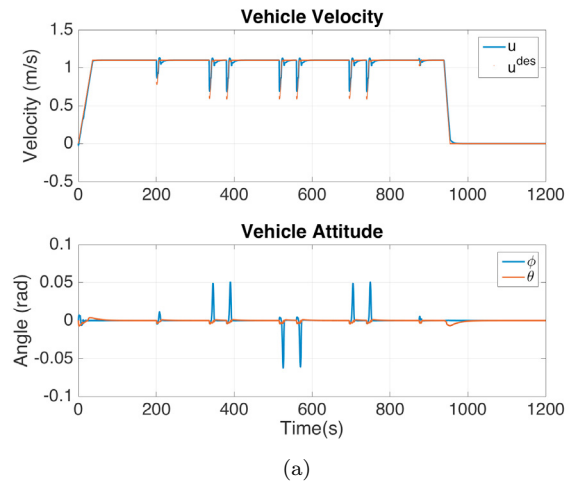 Vehicle Velocity
1.5
1
0.5
0
-0.5
Velocity (m/s)
u
u^des
0 200 400 600 800 1000 1200
Vehicle Attitude
0.1
0.05
0
-0.05
-0.1
Angle (rad)
ϕ
θ
0 200 400 600 800 1000 1200
Time(s)
(a)